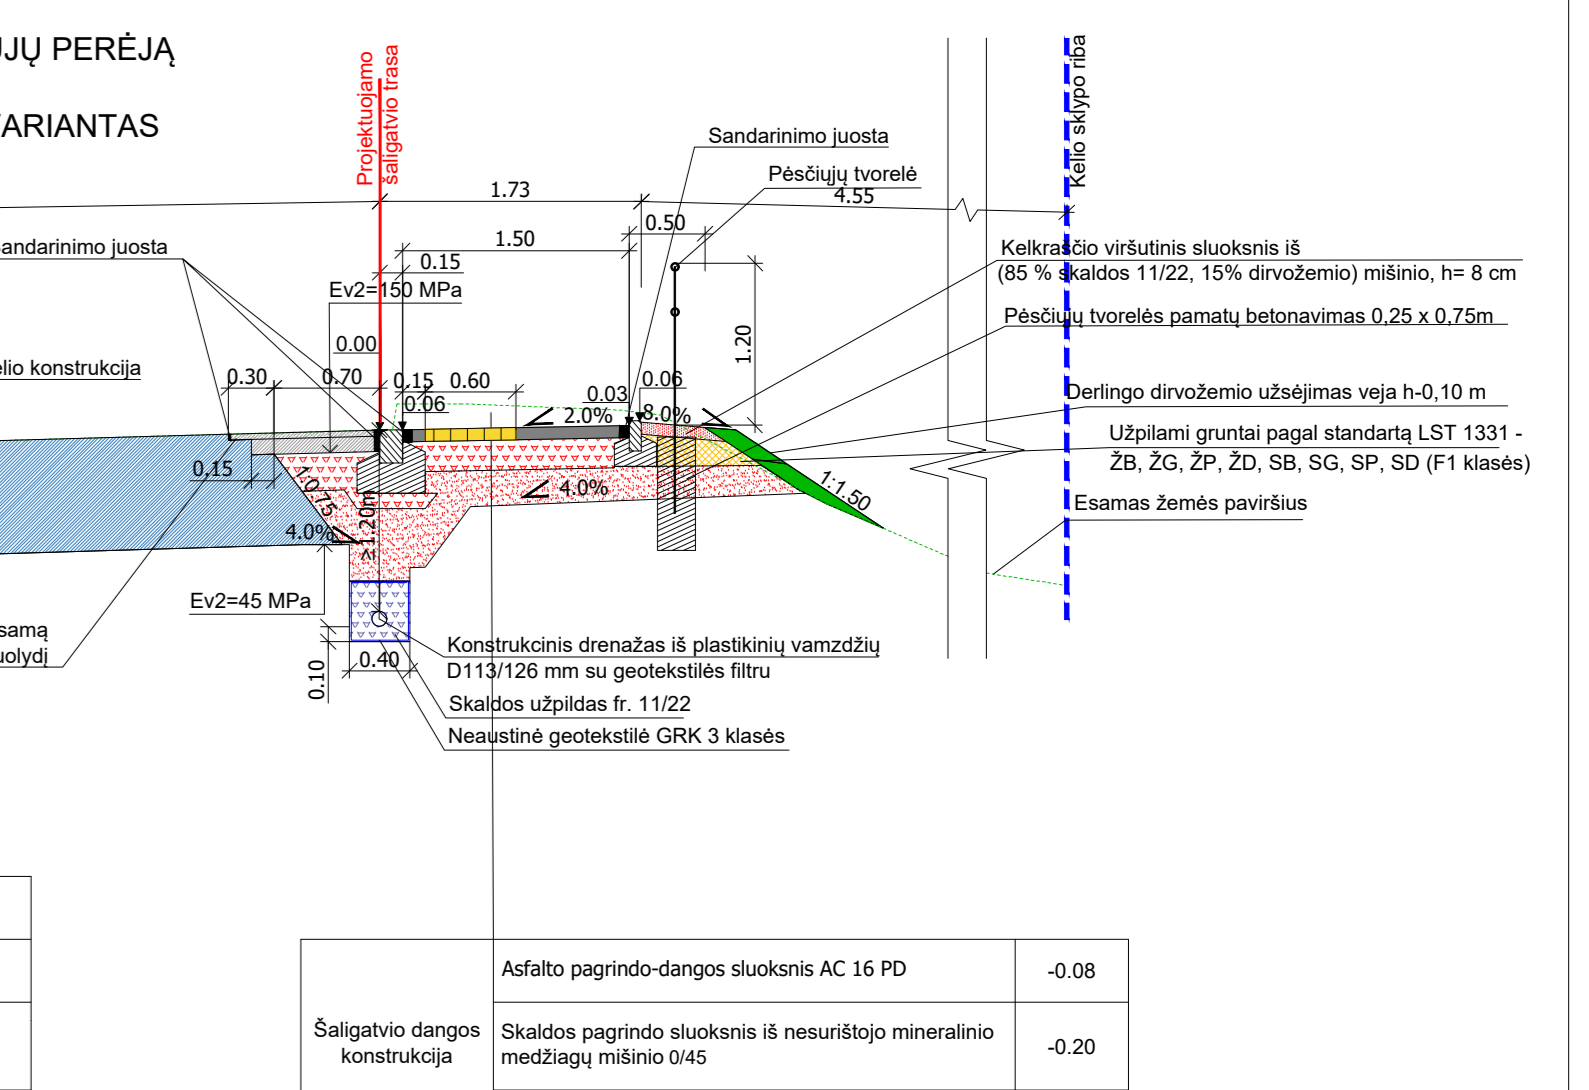 UJŲ PERĖJĄ
VARIANTAS
Projektuojamo
šaligatvio trasa
Kelio sklypo riba
Sandarinimo juosta
Pėsčiųjų tvorelė
1.73
4.55
0.50
1.50
0.15
Sandarinimo juosta
Ev2=150 MPa
Kelkraščio viršutinis sluoksnis iš
(85 % skaldos 11/22, 15% dirvožemio) mišinio, h= 8 cm
Pėsčiųjų tvorelės pamatų betonavimas 0,25 x 0,75m
1.20
0.00
elio konstrukcija
0.30
0.70
0.15
0.60
0.03
0.06
0.06
2.0%
8.0%
Derlingo dirvožemio užsėjimas veja h-0,10 m
Užpilami gruntai pagal standartą LST 1331 -
ŽB, ŽG, ŽP, ŽD, SB, SG, SP, SD (F1 klasės)
0.15
1:0.75
4.0%
1:1.50
Esamas žemės paviršius
4.0%
≥1.20m
Ev2=45 MPa
samą
uolydį
0.10
0.40
Konstrukcinis drenažas iš plastikinių vamzdžių
D113/126 mm su geotekstilės filtru
Skaldos užpildas fr. 11/22
Neaustinė geotekstilė GRK 3 klasės
Šaligatvio dangos
konstrukcija
Asfalto pagrindo-dangos sluoksnis AC 16 PD
-0.08
Skaldos pagrindo sluoksnis iš nesurištojo mineralinio
medžiagų mišinio 0/45
-0.20